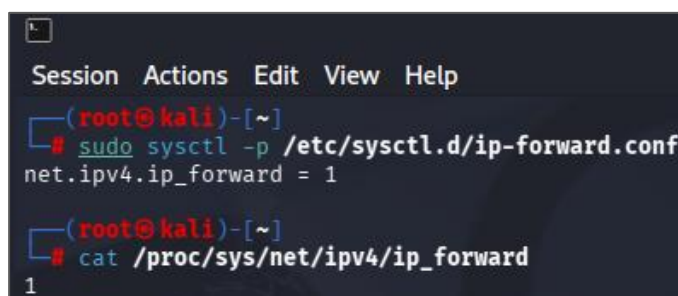 Session Actions Edit View Help
┌──(root㉿kali)-[~]
└─# sudo sysctl -p /etc/sysctl.d/ip-forward.conf
net.ipv4.ip_forward = 1
┌──(root㉿kali)-[~]
└─# cat /proc/sys/net/ipv4/ip_forward
1